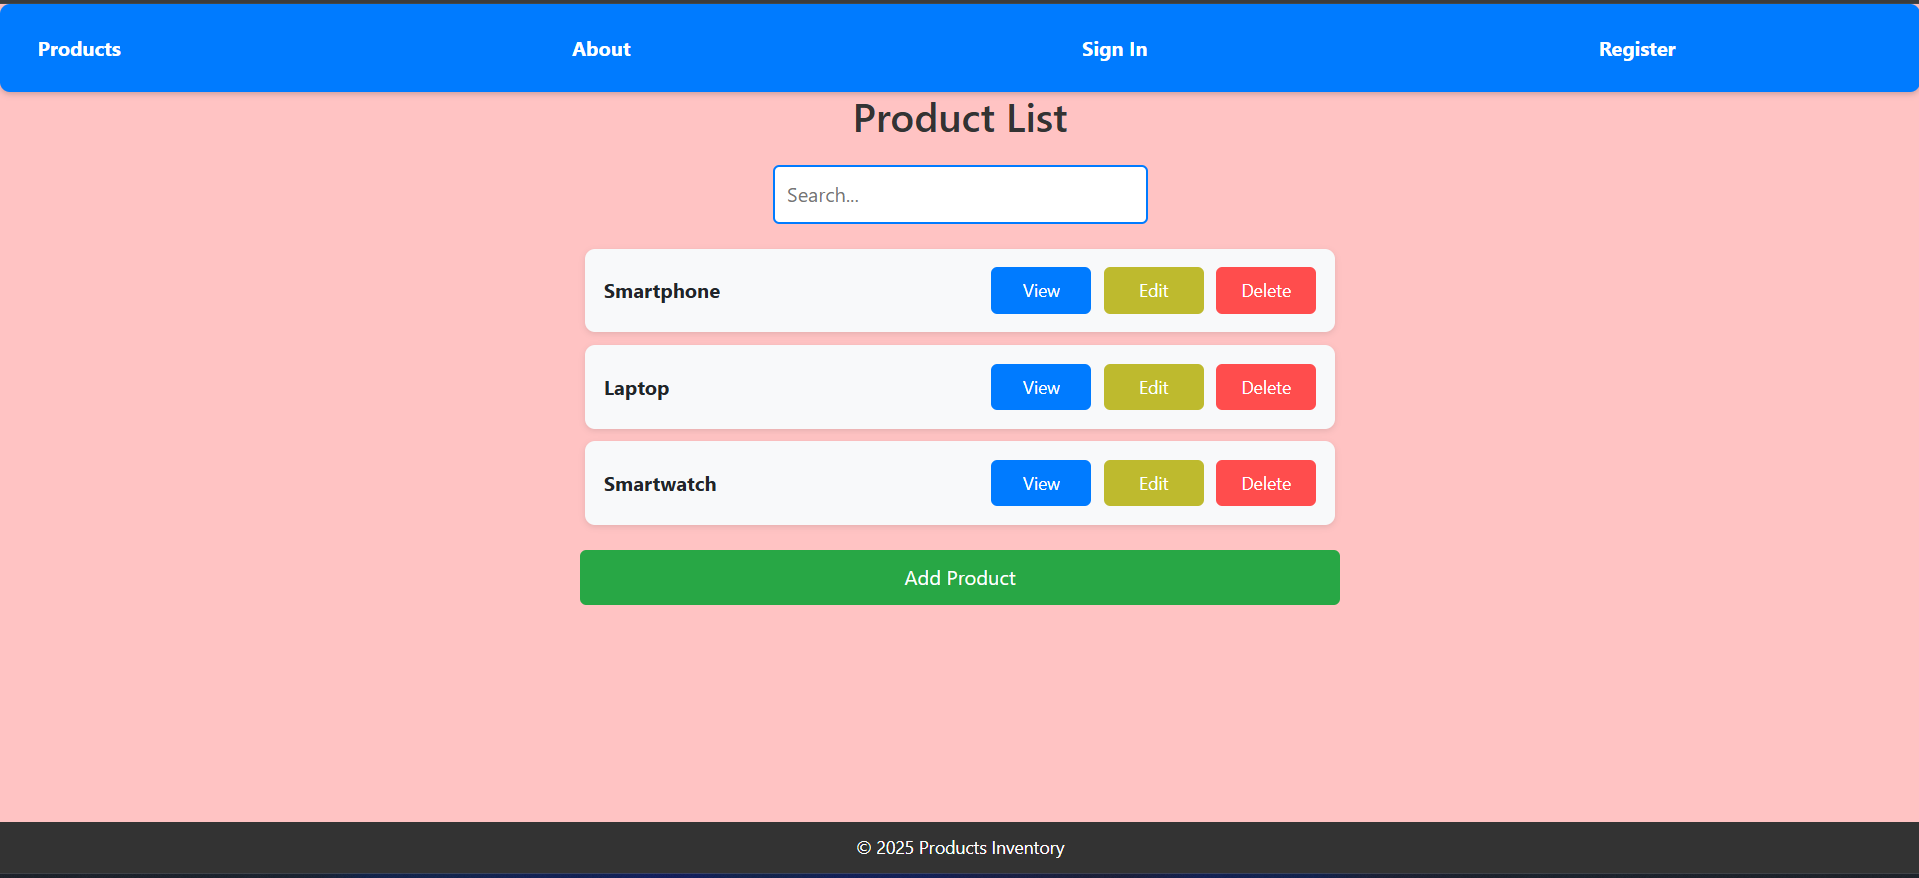 Products About Sign In Register
Product List
Search...
Smartphone View Edit Delete
Laptop View Edit Delete
Smartwatch View Edit Delete
Add Product
© 2025 Products Inventory